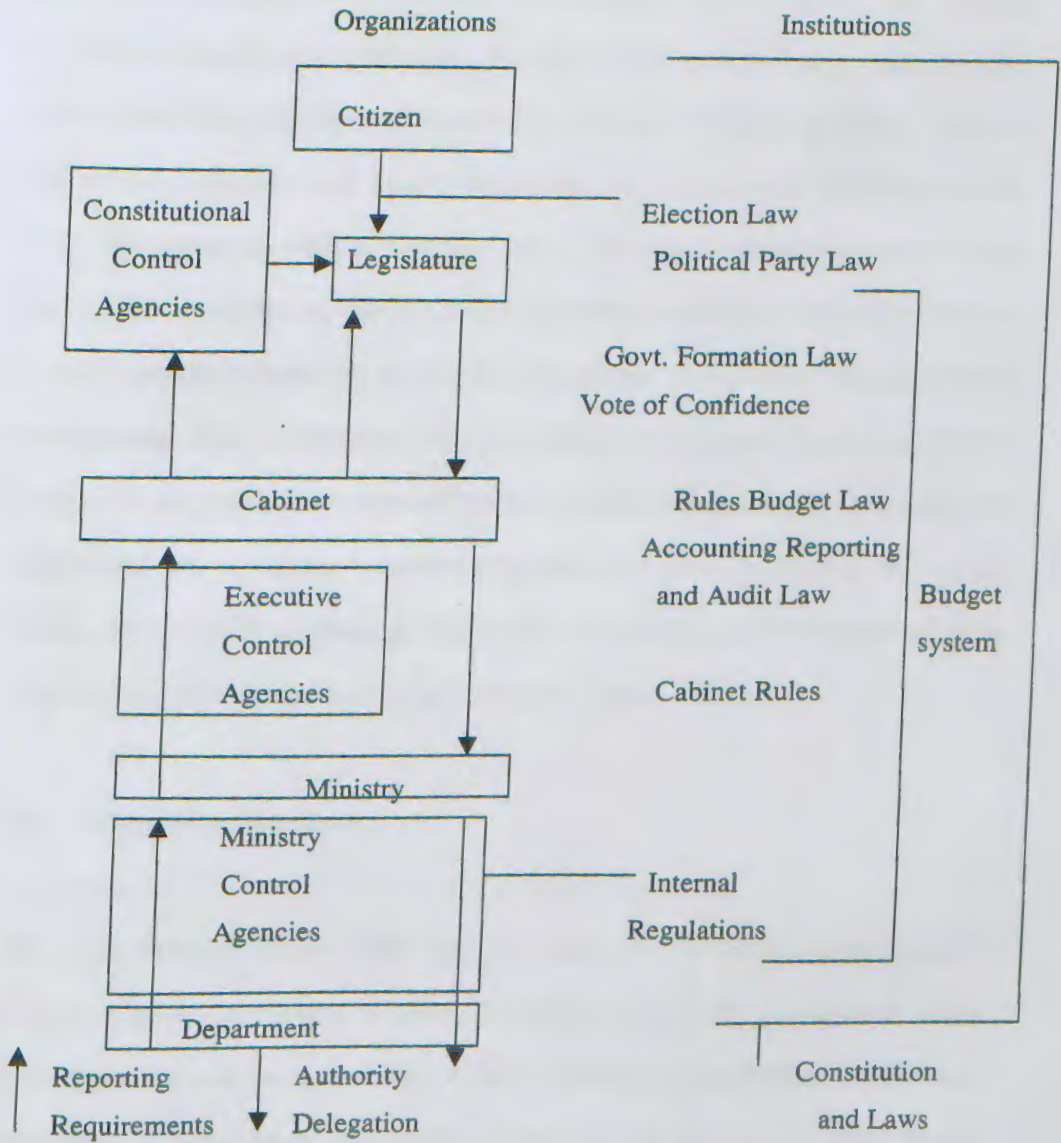 Organizations
Institutions
Citizen
Constitutional
Control
Agencies
Legislature
Election Law
Political Party Law
Govt. Formation Law
Vote of Confidence
Cabinet
Rules Budget Law
Accounting Reporting
and Audit Law
Budget
system
Executive
Control
Agencies
Cabinet Rules
Ministry
Ministry
Control
Agencies
Internal
Regulations
Department
Reporting
Requirements
Authority
Delegation
Constitution
and Laws